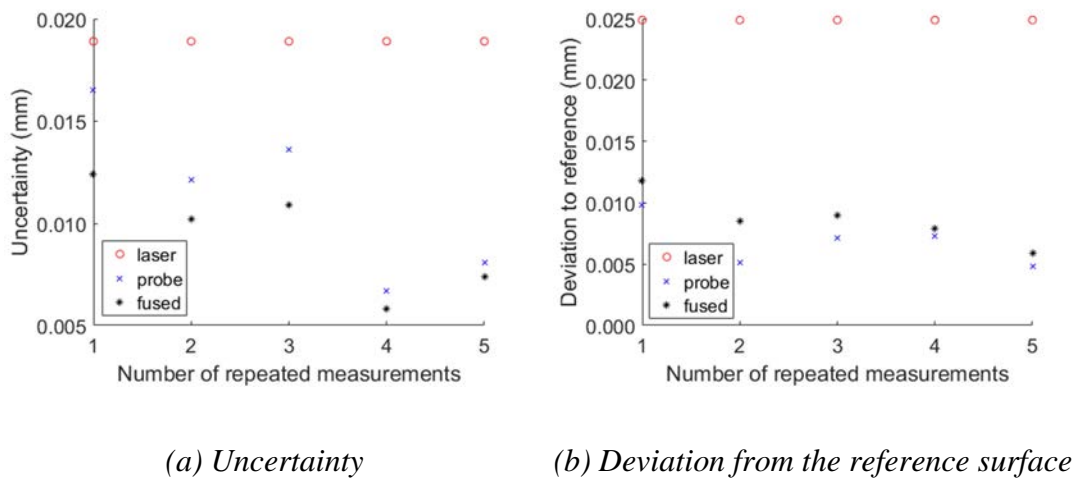 0.020
0.015
0.010
0.005
Uncertainty (mm)
laser
probe
fused
1 2 3 4 5
Number of repeated measurements
(a) Uncertainty
0.025
0.020
0.015
0.010
0.005
0.000
Deviation to reference (mm)
laser
probe
fused
1 2 3 4 5
Number of repeated measurements
(b) Deviation from the reference surface